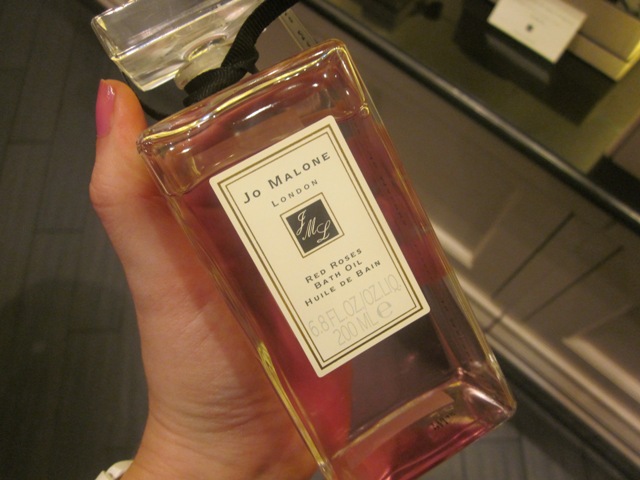 JO MALONE
LONDON
JML
RED ROSES
BATH OIL
HUILE DE BAIN
6.8 FL.OZ/OZ.LIQ
200 ML e